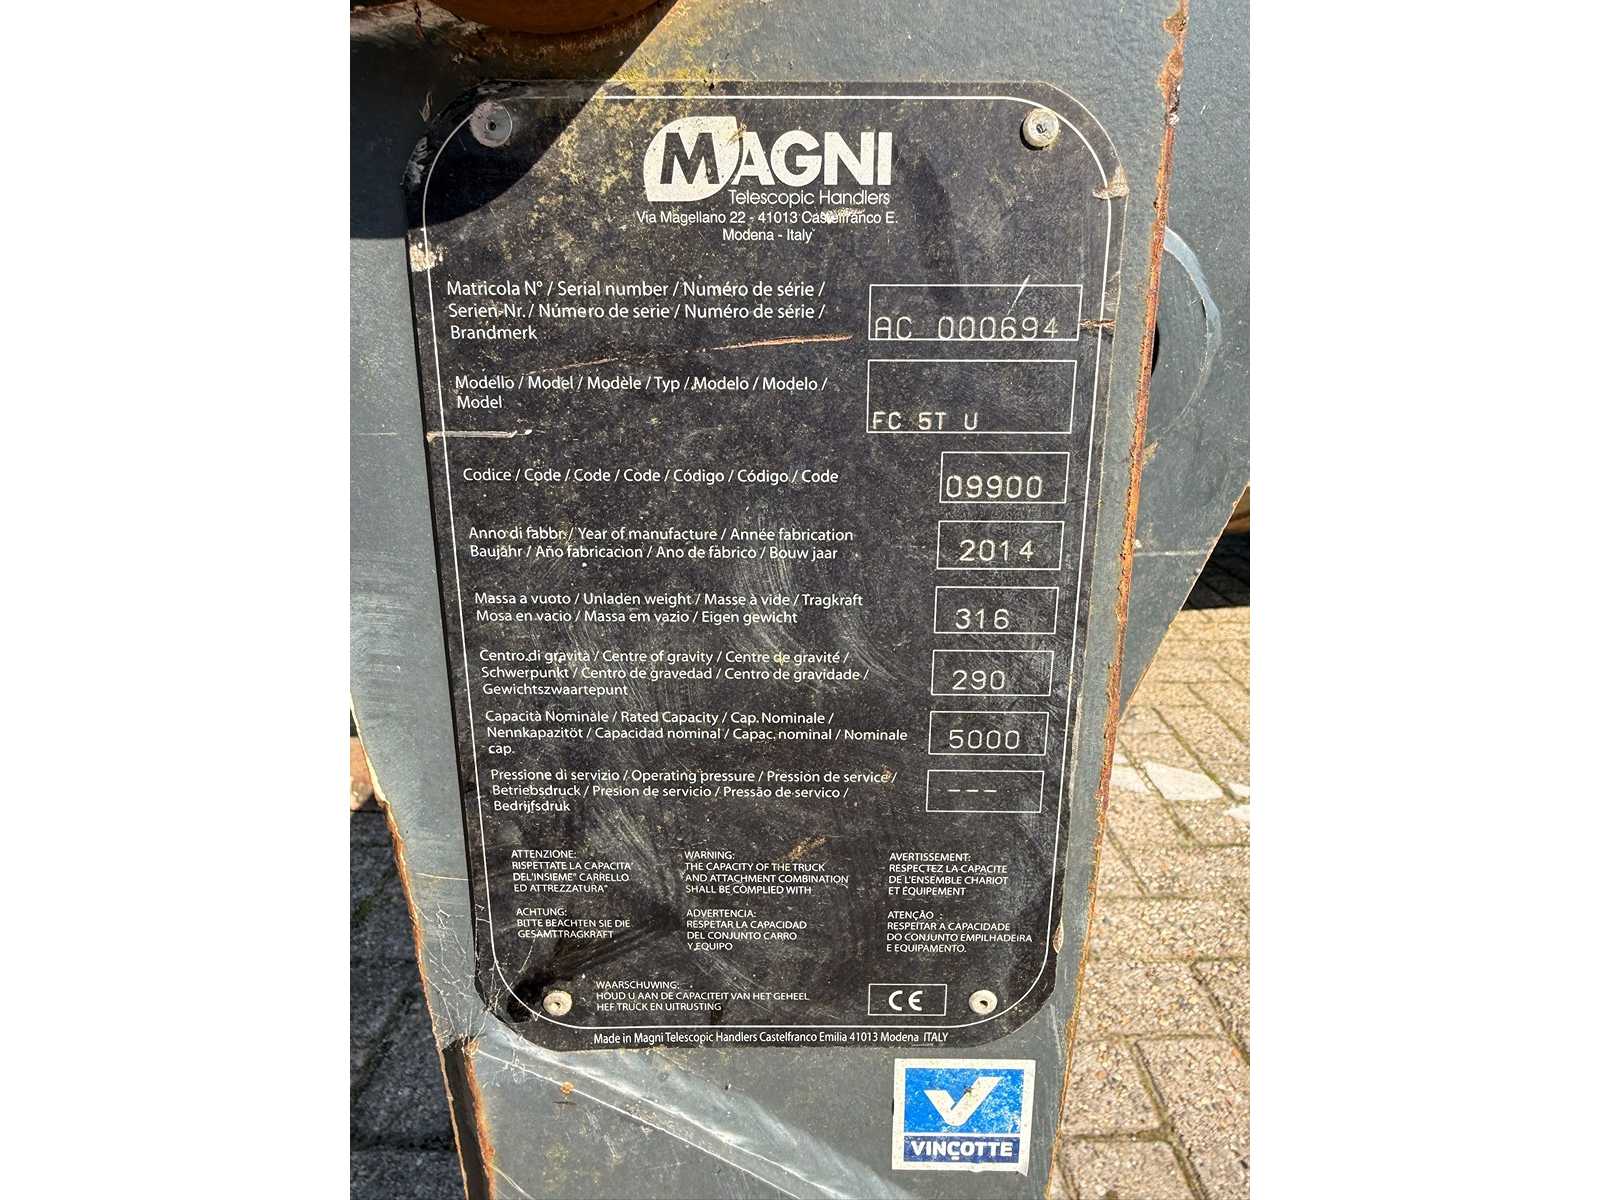 MAGNI
Telescopic Handlers
Via Magellano 22 - 41013 Castelfranco E.
Modena - Italy
Matricola N° / Serial number / Numéro de série /
Serien-Nr. / Número de serie / Numéro de série /
Brandmerk
AC 000694
Modello / Model / Modèle / Typ / Modelo / Modelo /
Model
FC 5T U
Codice / Code / Code / Code / Código / Código / Code
09900
Anno di fabbr. / Year of manufacture / Année fabrication
Baujahr / Año fabricacion / Ano de fabrico / Bouw jaar
2014
Massa a vuoto / Unladen weight / Masse à vide / Tragkraft
Mosa en vacio / Massa em vazio / Eigen gewicht
316
Centro di gravità / Centre of gravity / Centre de gravité /
Schwerpunkt / Centro de gravedad / Centro de gravidade /
Gewichtszwaartepunt
290
Capacità Nominale / Rated Capacity / Cap. Nominale /
Nennkapazitöt / Capacidad nominal / Capac. nominal / Nominale
cap.
5000
Pressione di servizio / Operating pressure / Pression de service /
Betriebsdruck / Presion de servicio / Pressão de servico /
Bedrijfsdruk
---
ATTENZIONE:
RISPETTATE LA CAPACITA'
DEL'INSIEME" CARRELLO
ED ATTREZZATURA"
WARNING:
THE CAPACITY OF THE TRUCK
AND ATTACHMENT COMBINATION
SHALL BE COMPLIED WITH
AVERTISSEMENT:
RESPECTEZ LA CAPACITE
DE L'ENSEMBLE CHARIOT
ET ÉQUIPEMENT
ACHTUNG:
BITTE BEACHTEN SIE DIE
GESAMTTRAGKRAFT
ADVERTENCIA:
RESPETAR LA CAPACIDAD
DEL CONJUNTO CARRO
Y EQUIPO
ATENÇÃO :
RESPEITAR A CAPACIDADE
DO CONJUNTO EMPILHADEIRA
E EQUIPAMENTO.
WAARSCHUWING:
HOUD U AAN DE CAPACITEIT VAN HET GEHEEL
HEF TRUCK EN UITRUSTING
CE
Made in Magni Telescopic Handlers Castelfranco Emilia 41013 Modena ITALY
VINÇOTTE